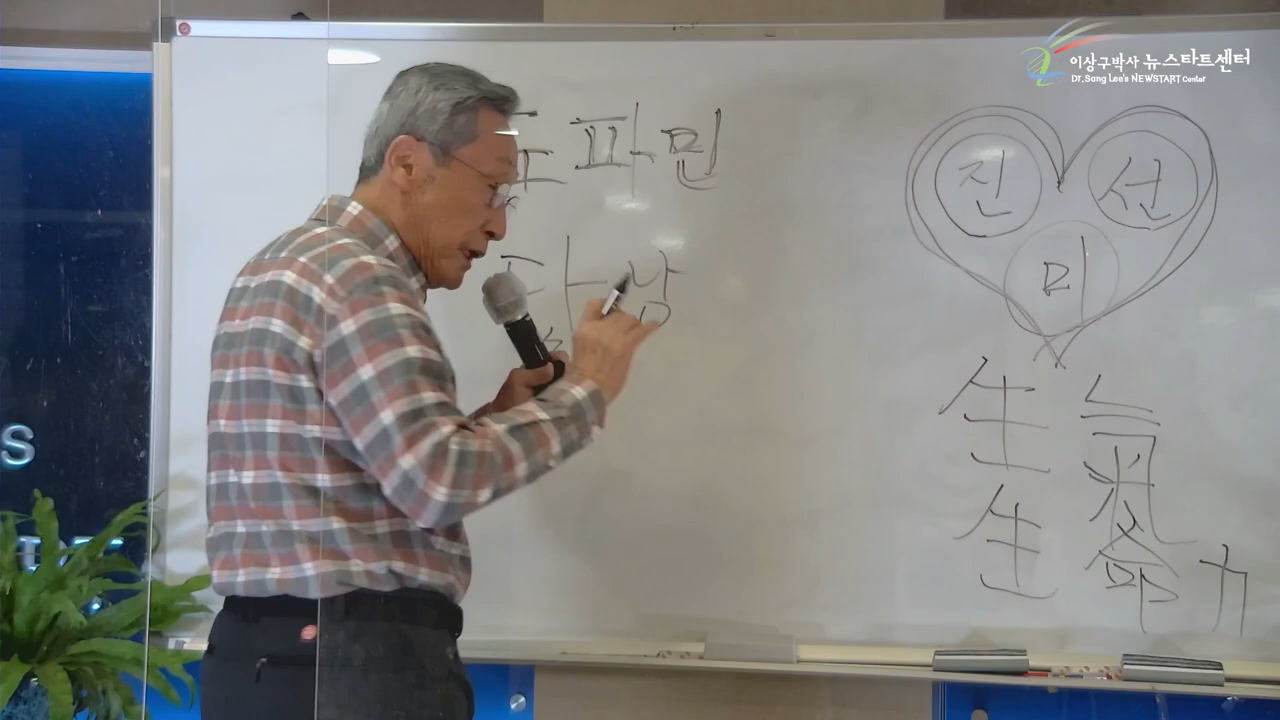 이상구박사 뉴스타트센터
Dr. Sang Lee's NEWSTART Center
도파민
진 선
미
生氣
生命力
S